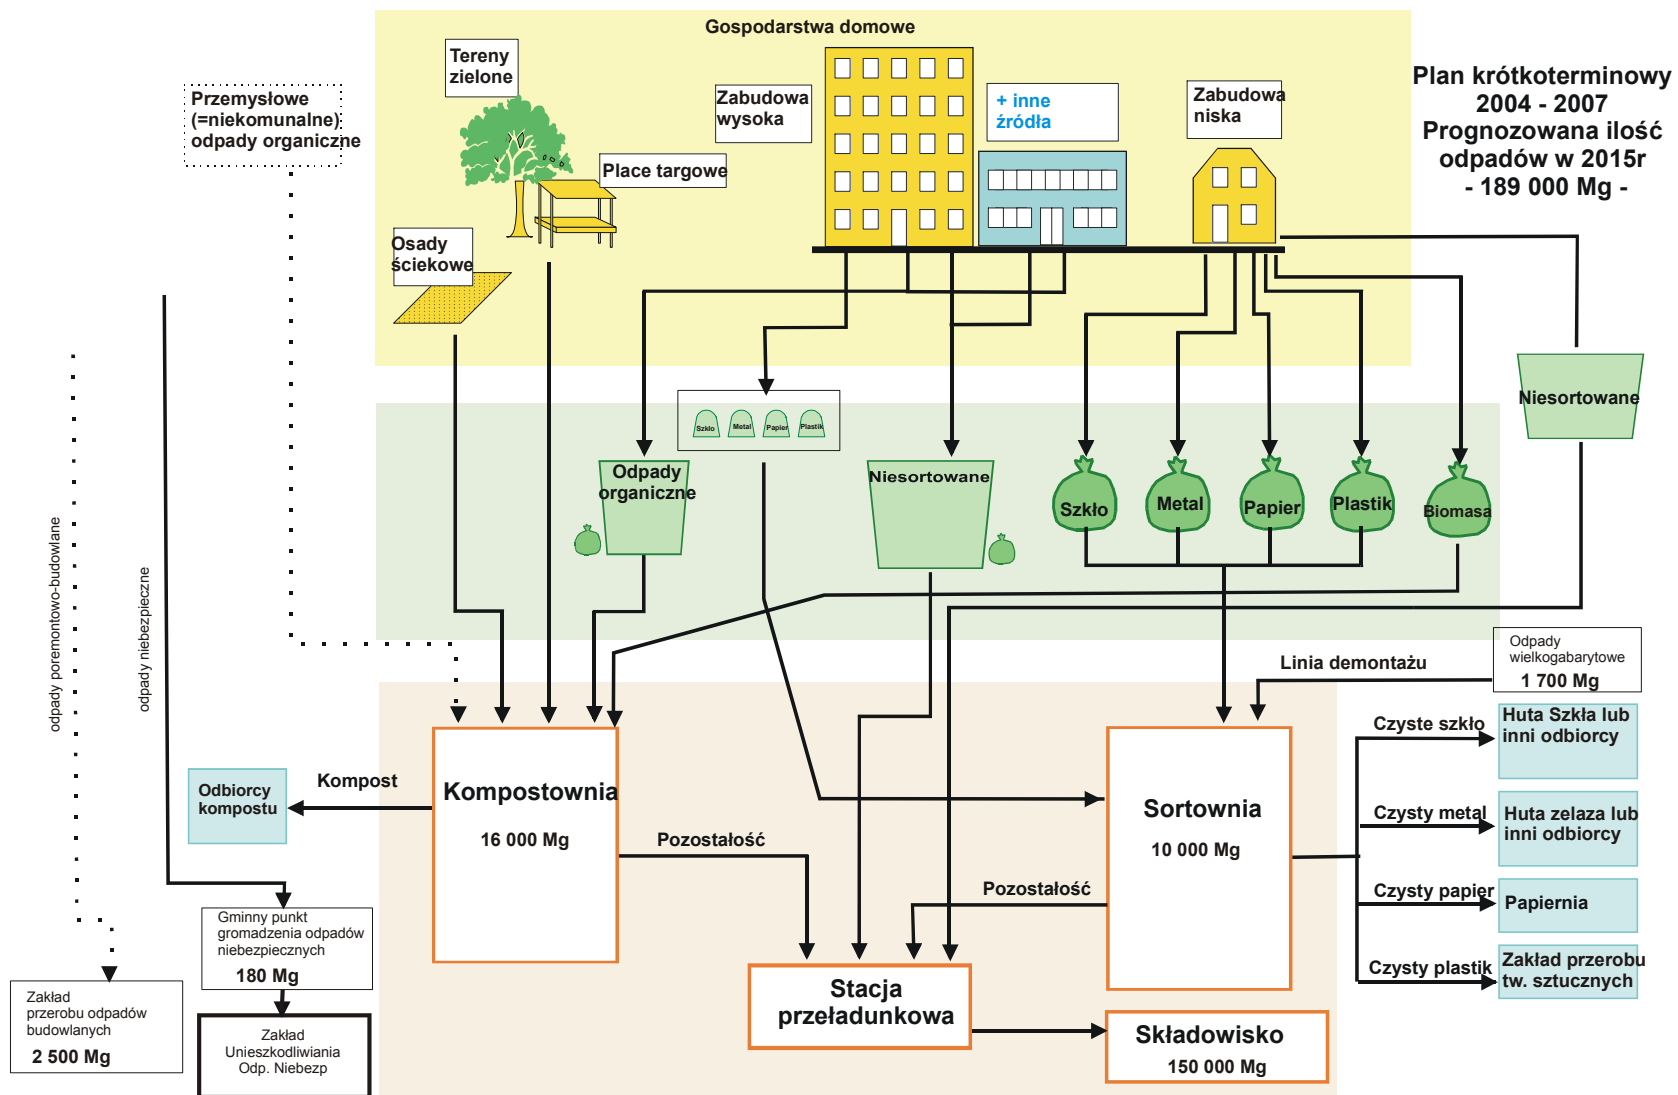 Gospodarstwa domowe
Tereny
zielone
Przemysłowe
(=niekomunalne)
odpady organiczne
Zabudowa
wysoka
+ inne
źródła
Zabudowa
niska
Plan krótkoterminowy
2004 - 2007
Prognozowana ilość
odpadów w 2015r
- 189 000 Mg -
Place targowe
Osady
ściekowe
Niesortowane
Szkło
Metal
Papier
Plastik
Odpady
organiczne
Niesortowane
Szkło
Metal
Papier
Plastik
Biomasa
odpady poremontowo-budowlane
odpady niebezpieczne
Linia demontażu
Odpady
wielkogabarytowe
1 700 Mg
Czyste szkło
Huta Szkła lub
inni odbiorcy
Odbiorcy
kompostu
Kompost
Kompostownia
16 000 Mg
Pozostałość
Sortownia
10 000 Mg
Czysty metal
Huta zelaza lub
inni odbiorcy
Pozostałość
Czysty papier
Papiernia
Gminny punkt
gromadzenia odpadów
niebezpiecznych
180 Mg
Czysty plastik
Zakład przerobu
tw. sztucznych
Zakład
przerobu odpadów
budowlanych
2 500 Mg
Zakład
Unieszkodliwiania
Odp. Niebezp
Stacja
przeładunkowa
Składowisko
150 000 Mg